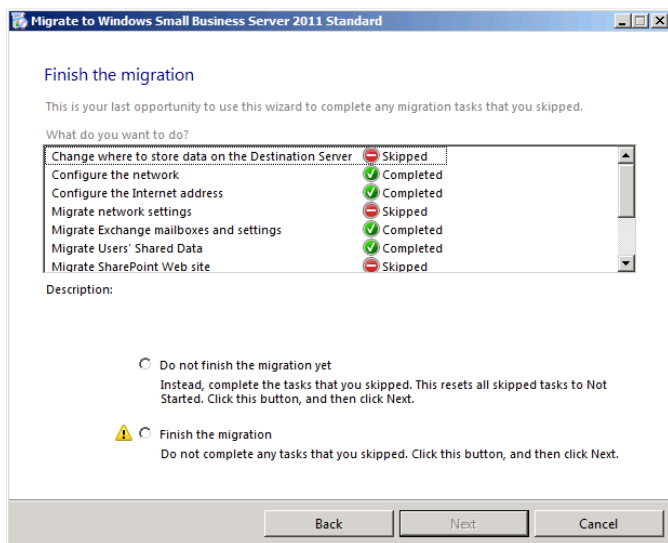 Migrate to Windows Small Business Server 2011 Standard
Finish the migration
This is your last opportunity to use this wizard to complete any migration tasks that you skipped.
What do you want to do?
Change where to store data on the Destination Server Skipped
Configure the network Completed
Configure the Internet address Completed
Migrate network settings Skipped
Migrate Exchange mailboxes and settings Completed
Migrate Users' Shared Data Completed
Migrate SharePoint Web site Skipped
Description:
Do not finish the migration yet
Instead, complete the tasks that you skipped. This resets all skipped tasks to Not
Started. Click this button, and then click Next.
Finish the migration
Do not complete any tasks that you skipped. Click this button, and then click Next.
Back Next Cancel